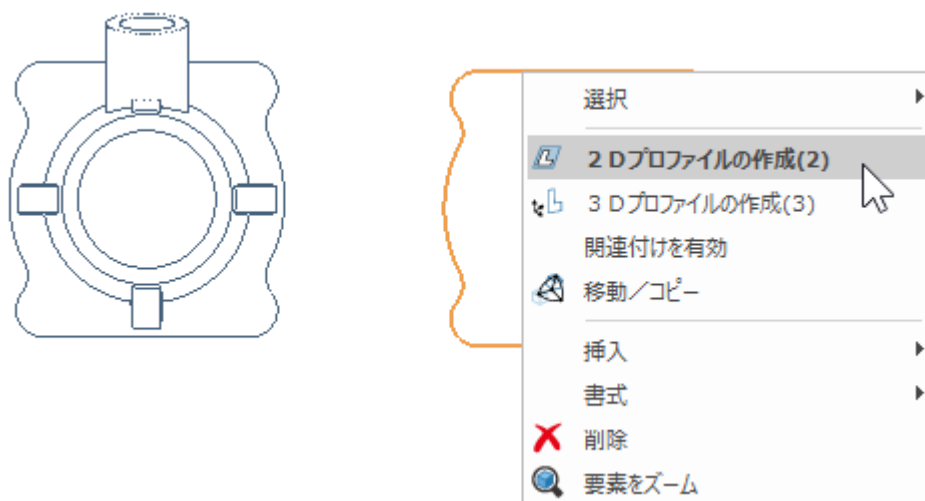 選択
２Ｄプロファイルの作成(2)
３Ｄプロファイルの作成(3)
関連付けを有効
移動／コピー
挿入
書式
削除
要素をズーム